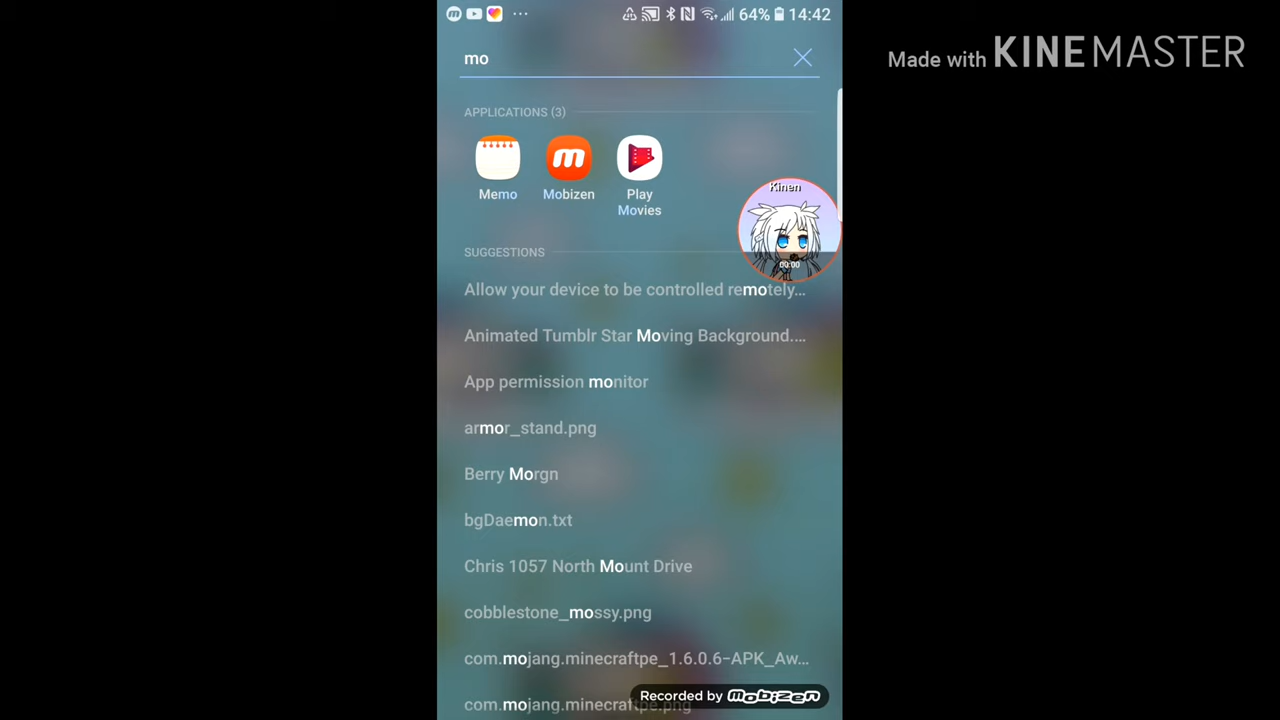 64% 14:42
Made with KINEMASTER
mo
APPLICATIONS (3)
Memo
Mobizen
Play
Movies
Kinen
00:00
SUGGESTIONS
Allow your device to be controlled remotely...
Animated Tumblr Star Moving Background....
App permission monitor
armor_stand.png
Berry Morgn
bgDaemon.txt
Chris 1057 North Mount Drive
cobblestone_mossy.png
com.mojang.minecraftpe_1.6.0.6-APK_Aw...
com.mojang.minecraftpe.png
Recorded by mobizen